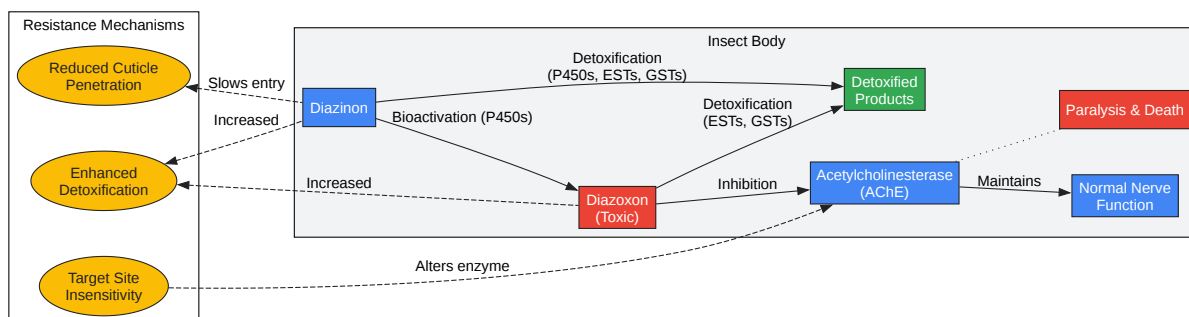 Resistance Mechanisms
Reduced Cuticle
Penetration
Enhanced
Detoxification
Target Site
Insensitivity
Slows entry
Increased
Increased
Alters enzyme
Insect Body
Diazinon
Detoxification
(P450s, ESTs, GSTs)
Bioactivation (P450s)
Detoxification
(ESTs, GSTs)
Diazoxon
(Toxic)
Inhibition
Detoxified
Products
Acetylcholinesterase
(AChE)
Maintains
Paralysis & Death
Normal Nerve
Function